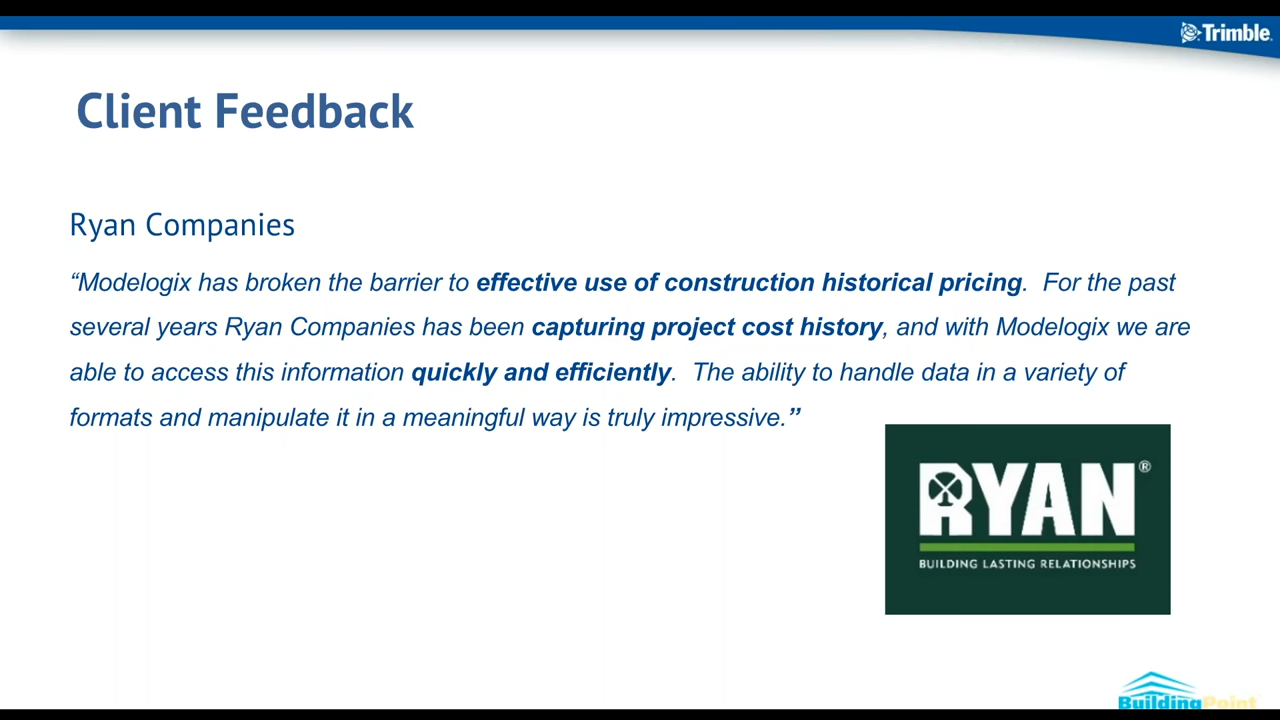 Trimble.
Client Feedback
Ryan Companies
“Modelogix has broken the barrier to effective use of construction historical pricing.  For the past
several years Ryan Companies has been capturing project cost history, and with Modelogix we are
able to access this information quickly and efficiently.  The ability to handle data in a variety of
formats and manipulate it in a meaningful way is truly impressive.”
RYAN®
BUILDING LASTING RELATIONSHIPS
BuildingPoint